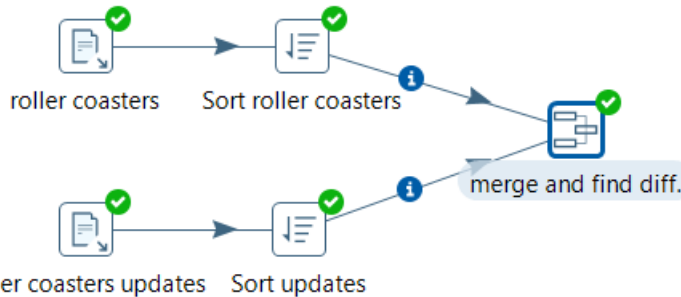 roller coasters
Sort roller coasters
merge and find diff.
er coasters updates
Sort updates